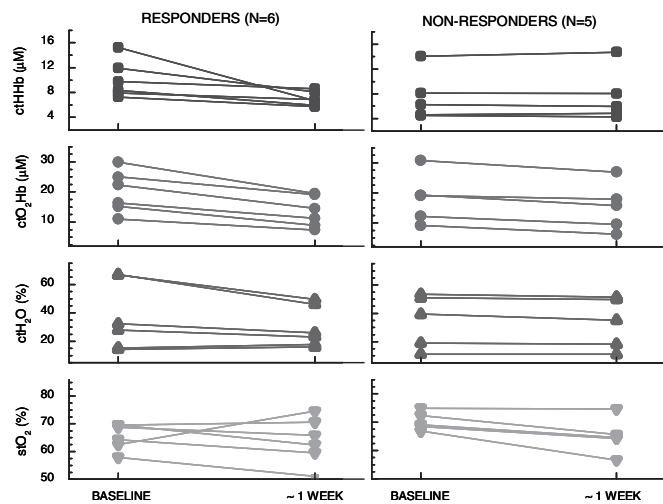 RESPONDERS (N=6)
NON-RESPONDERS (N=5)
ctHHb (µM)
16
12
8
4
ctO₂Hb (µM)
30
20
10
ctH₂O (%)
60
40
20
stO₂ (%)
80
70
60
50
BASELINE
~ 1 WEEK
BASELINE
~ 1 WEEK